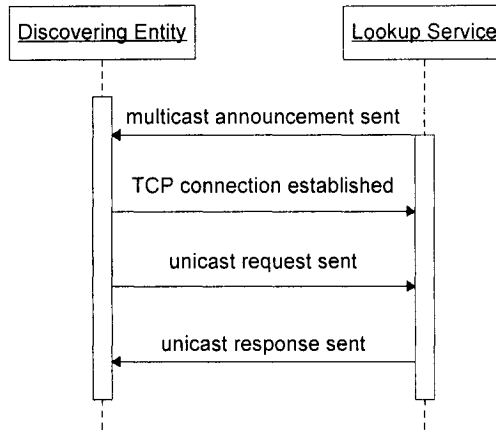 Discovering Entity
Lookup Service
multicast announcement sent
TCP connection established
unicast request sent
unicast response sent